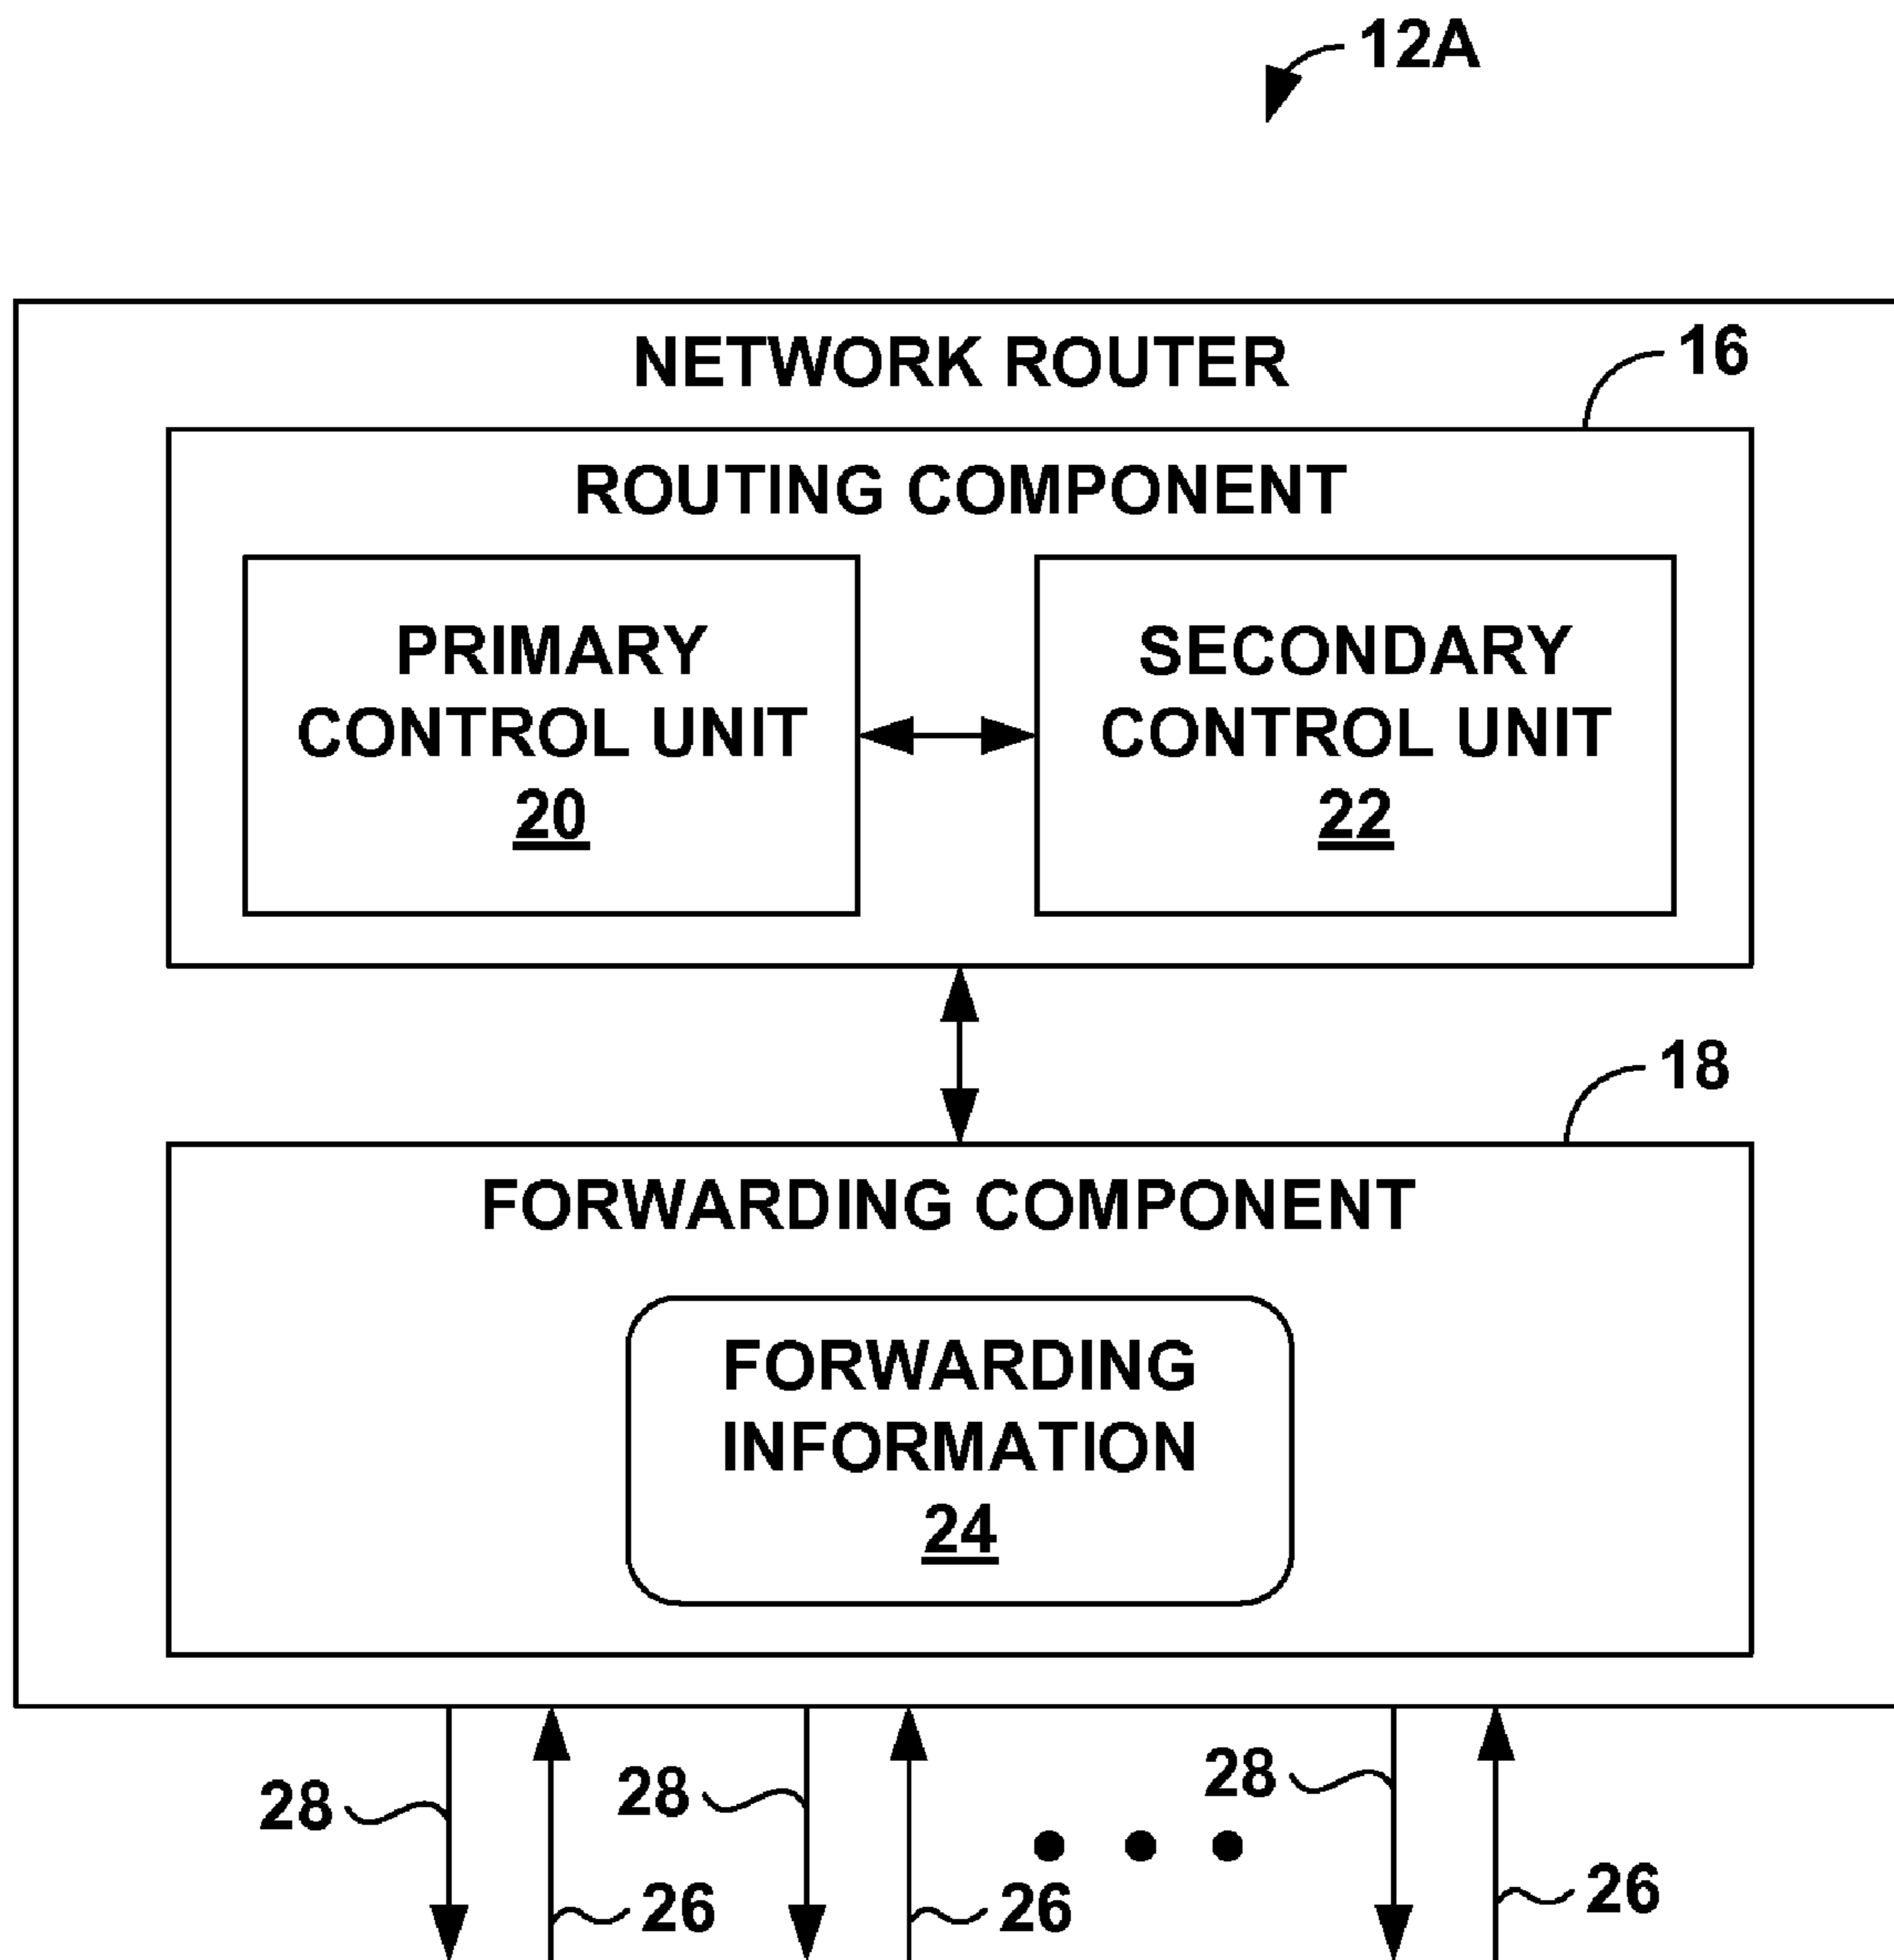 12A
NETWORK ROUTER
16
ROUTING COMPONENT
PRIMARY
CONTROL UNIT
20
SECONDARY
CONTROL UNIT
22
18
FORWARDING COMPONENT
FORWARDING
INFORMATION
24
28
28
28
26
26
26